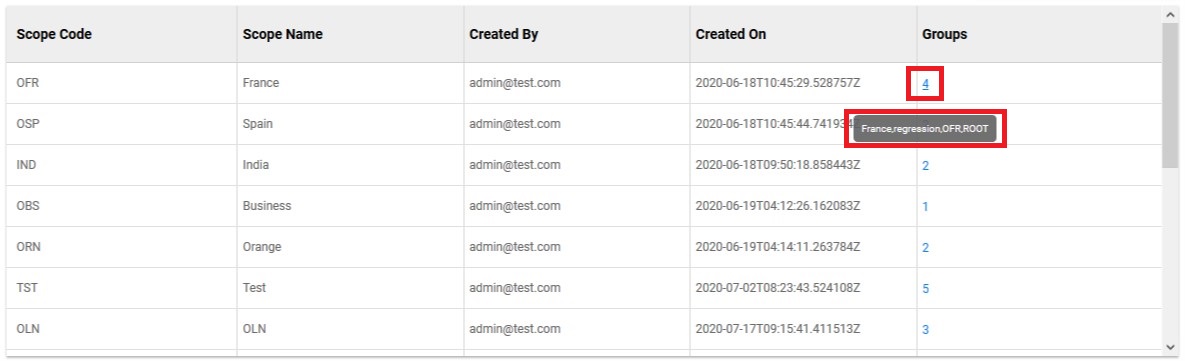 Scope Code Scope Name Created By Created On Groups
OFR France admin@test.com 2020-06-18T10:45:29.528757Z 4
OSP Spain admin@test.com 2020-06-18T10:45:44.741934Z
France,regression,OFR,ROOT
IND India admin@test.com 2020-06-18T09:50:18.858443Z 2
OBS Business admin@test.com 2020-06-19T04:12:26.162083Z 1
ORN Orange admin@test.com 2020-06-19T04:14:11.263784Z 2
TST Test admin@test.com 2020-07-02T08:23:43.524108Z 5
OLN OLN admin@test.com 2020-07-17T09:15:41.411513Z 3